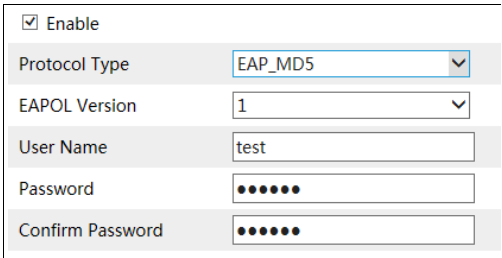 Enable
Protocol Type EAP_MD5
EAPOL Version 1
User Name test
Password ●●●●●●
Confirm Password ●●●●●●